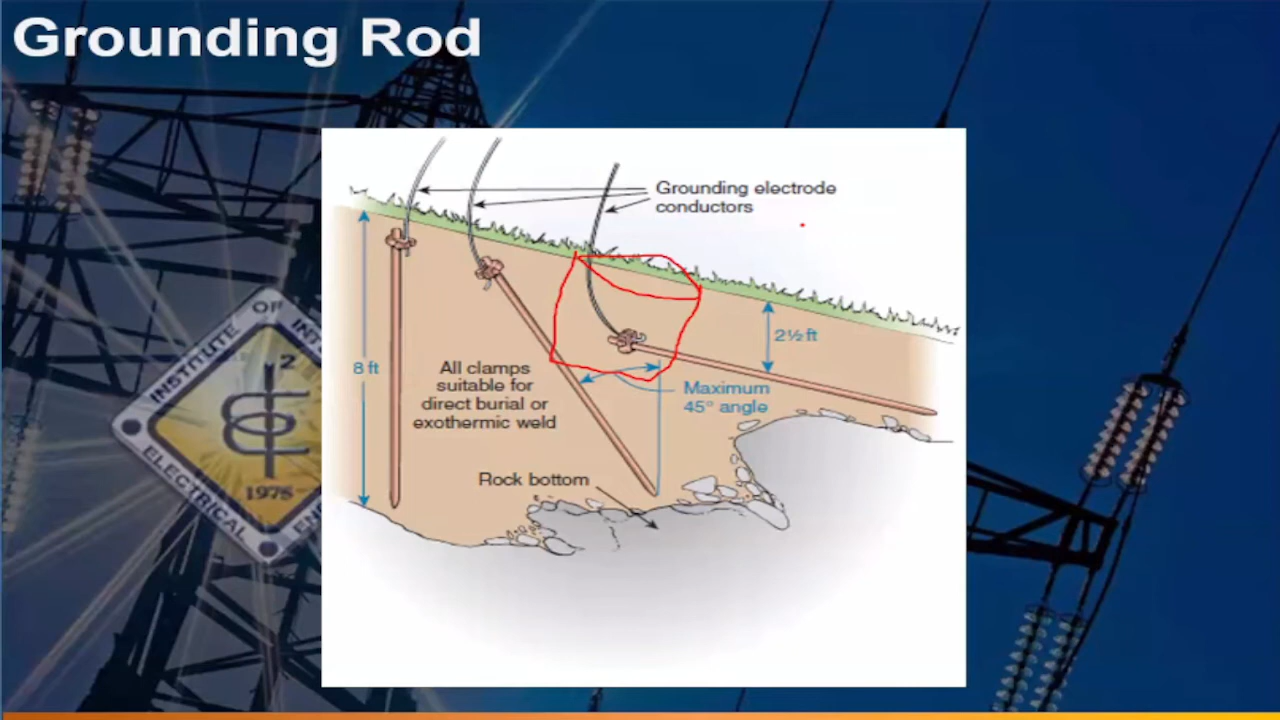 Grounding Rod
Grounding electrode
conductors
2½ ft
8 ft
All clamps
suitable for
direct burial or
exothermic weld
Maximum
45° angle
Rock bottom
INSTITUTE OF
ELECTRICAL
1975